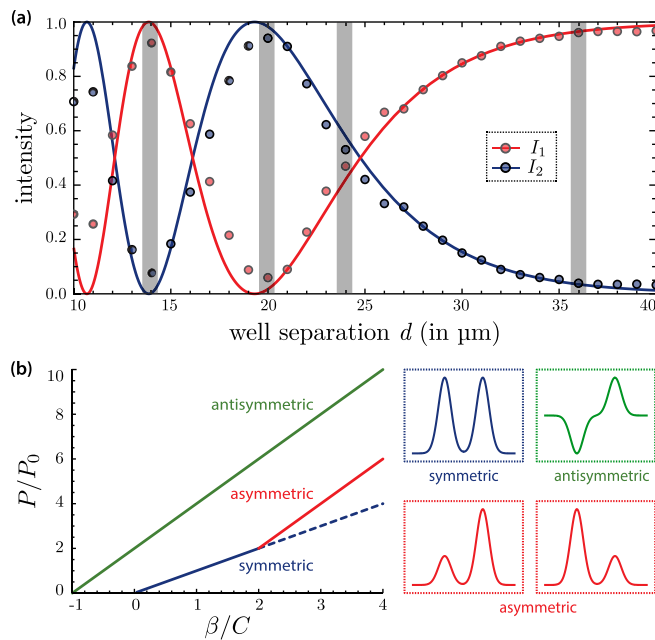 (a)
1.0
0.8
0.6
0.4
0.2
0.0
intensity
I₁
I₂
10 15 20 25 30 35 40
well separation d (in µm)
(b)
10
8
6
4
2
0
P/P₀
antisymmetric
asymmetric
symmetric
-1 0 1 2 3 4
β/C
symmetric
antisymmetric
asymmetric